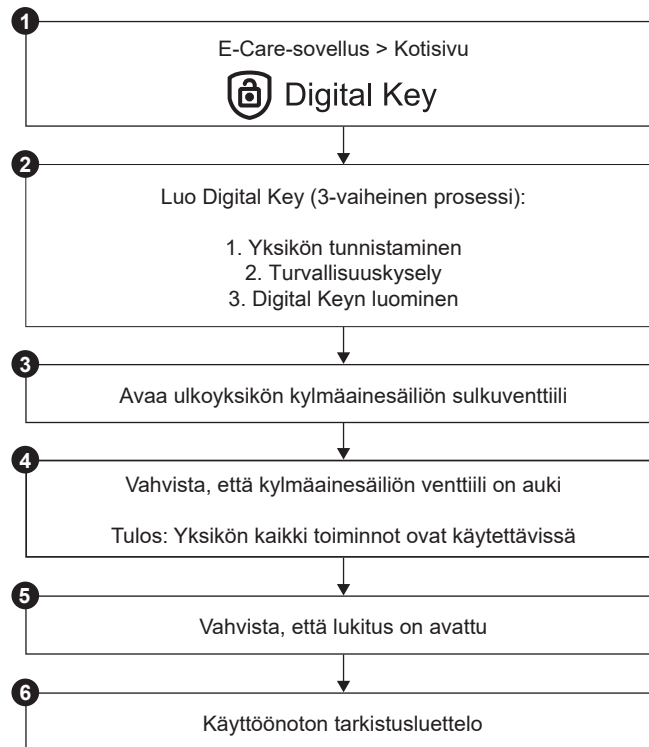 1
E-Care-sovellus > Kotisivu
Digital Key
2
Luo Digital Key (3-vaiheinen prosessi):
1. Yksikön tunnistaminen
2. Turvallisuuskysely
3. Digital Keyn luominen
3
Avaa ulkoyksikön kylmäainesäiliön sulkuventtiili
4
Vahvista, että kylmäainesäiliön venttiili on auki
Tulos: Yksikön kaikki toiminnot ovat käytettävissä
5
Vahvista, että lukitus on avattu
6
Käyttöönoton tarkistusluettelo